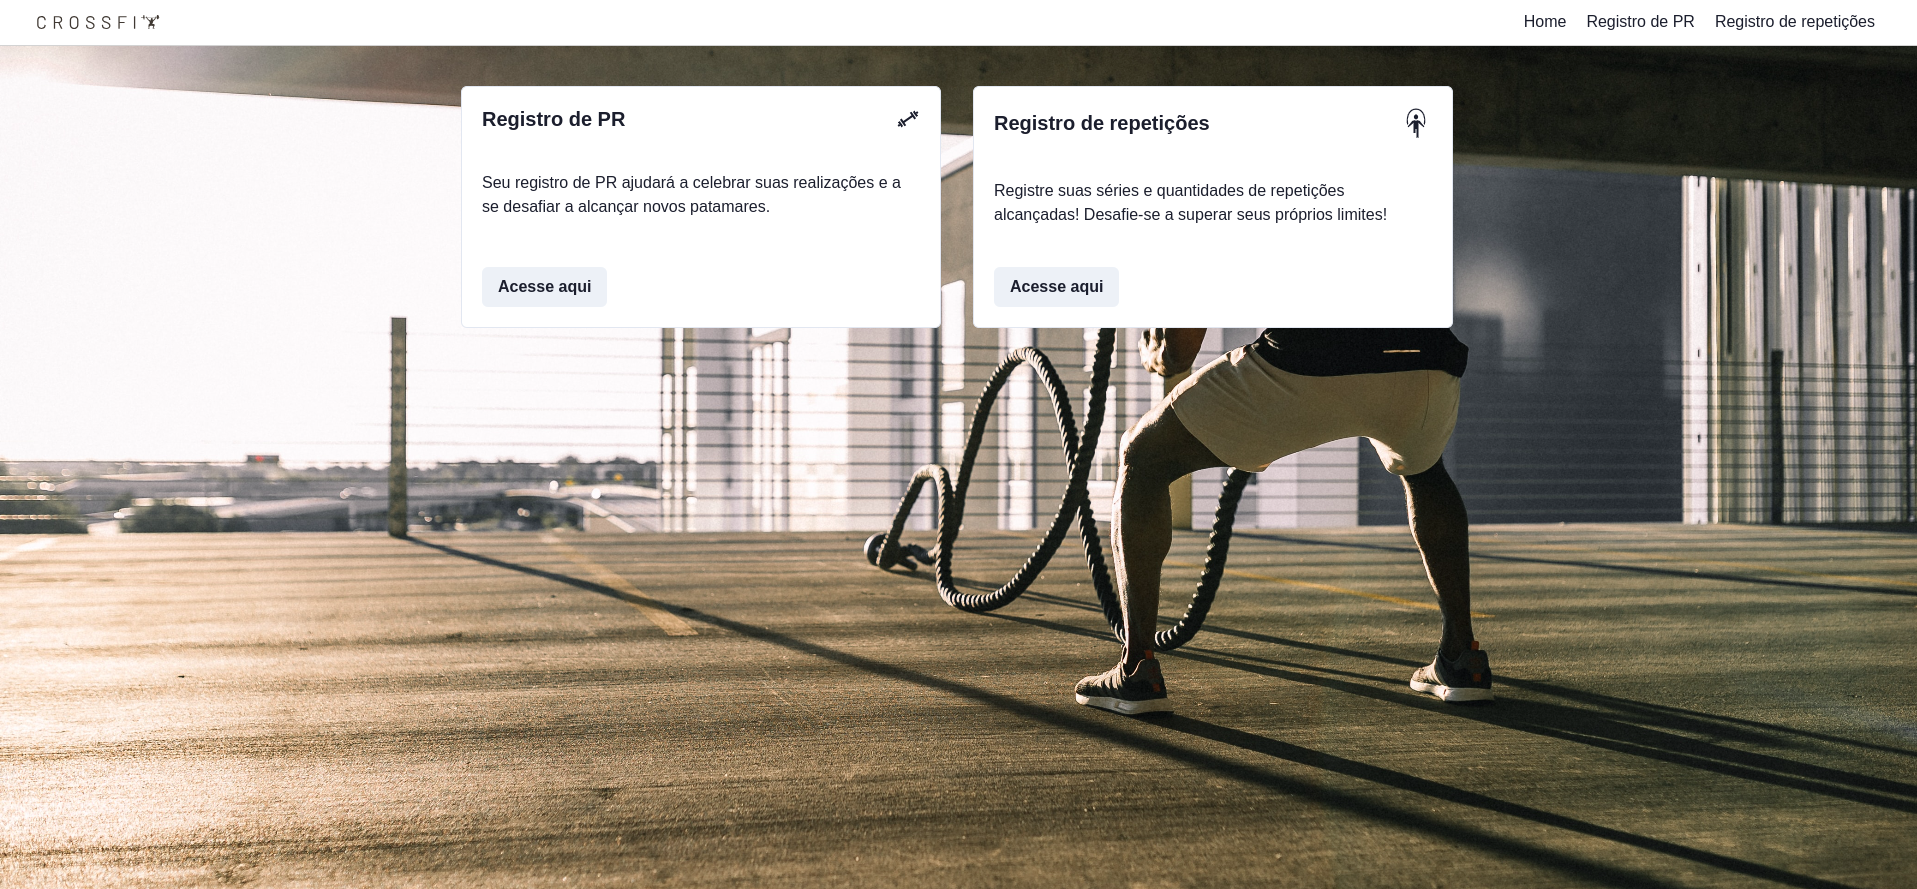 CROSSFI
Home
Registro de PR
Registro de repetições
Registro de PR
Seu registro de PR ajudará a celebrar suas realizações e a
se desafiar a alcançar novos patamares.
Acesse aqui
Registro de repetições
Registre suas séries e quantidades de repetições
alcançadas! Desafie-se a superar seus próprios limites!
Acesse aqui